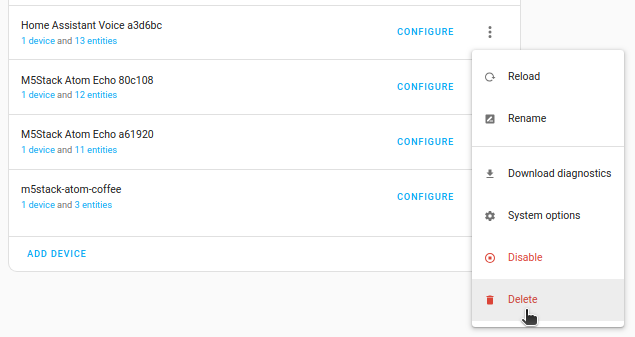 Home Assistant Voice a3d6bc
1 device and 13 entities
CONFIGURE
M5Stack Atom Echo 80c108
1 device and 12 entities
CONFIGURE
M5Stack Atom Echo a61920
1 device and 11 entities
CONFIGURE
m5stack-atom-coffee
1 device and 3 entities
CONFIGURE
ADD DEVICE
Reload
Rename
Download diagnostics
System options
Disable
Delete